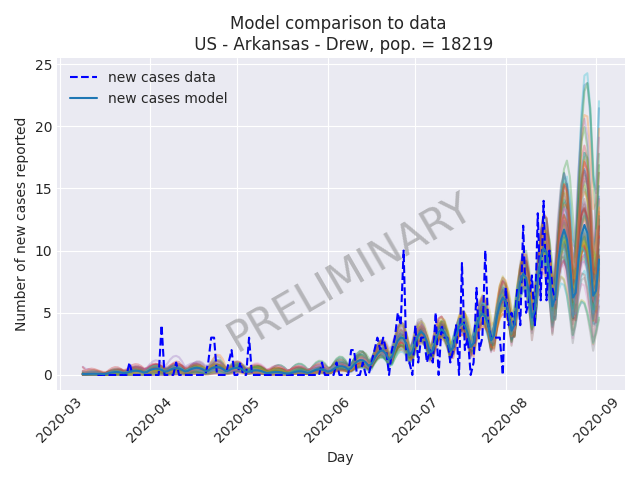 Model comparison to data
US - Arkansas - Drew, pop. = 18219
new cases data
new cases model
PRELIMINARY
Number of new cases reported
25
20
15
10
5
0
2020-03
2020-04
2020-05
2020-06
2020-07
2020-08
2020-09
Day